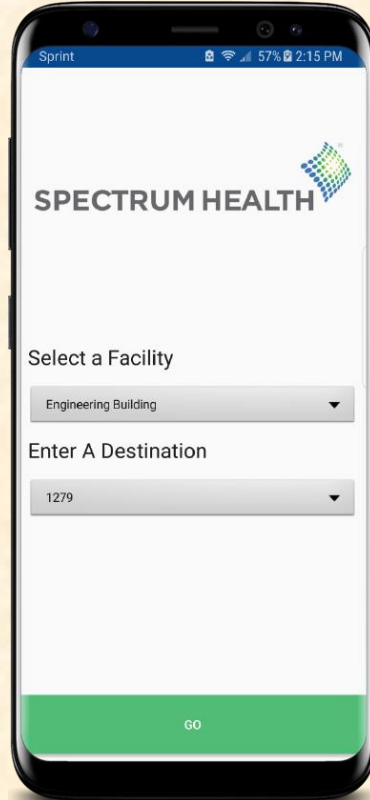 Sprint 57% 2:15 PM
SPECTRUM HEALTH
Select a Facility
Engineering Building
Enter A Destination
1279
GO